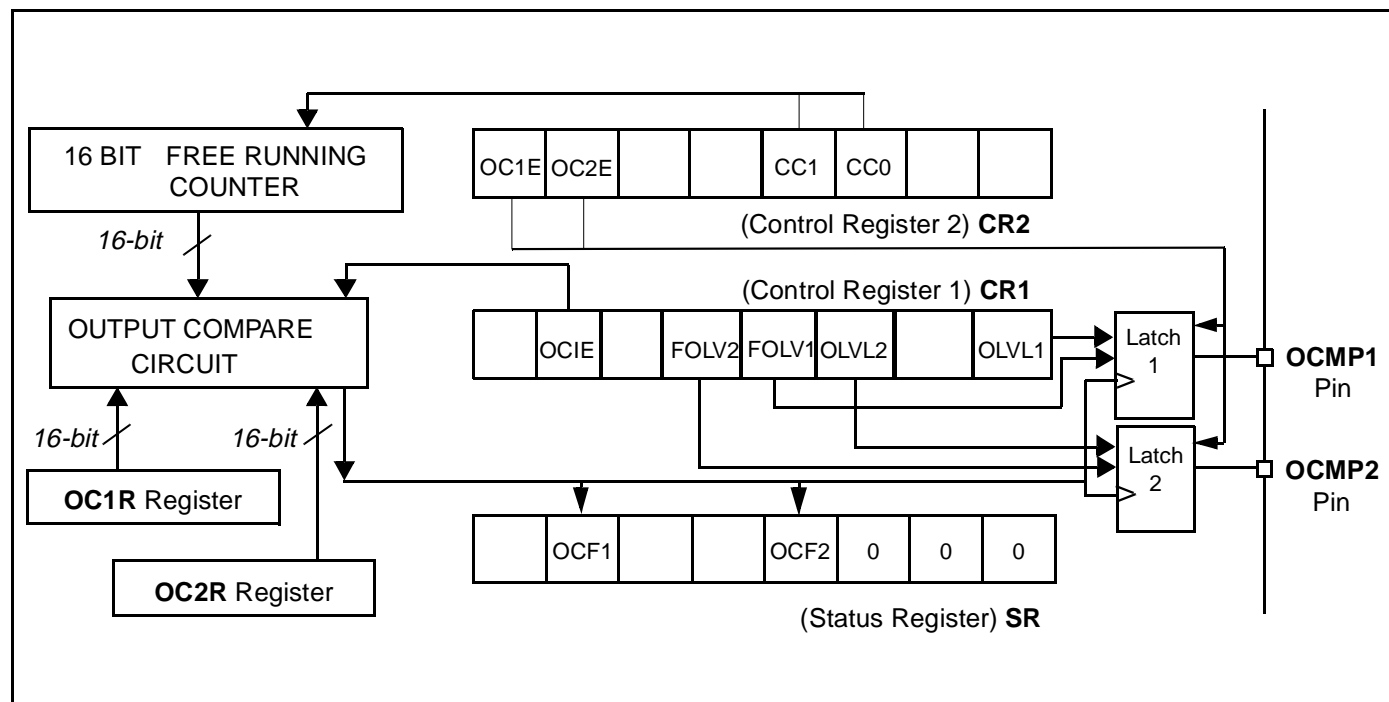 16 BIT FREE RUNNING
COUNTER
OC1E OC2E CC1 CC0
(Control Register 2) CR2
16-bit
(Control Register 1) CR1
OUTPUT COMPARE
CIRCUIT
OCIE FOLV2 FOLV1 OLVL2 OLVL1
Latch
1
OCMP1
Pin
16-bit 16-bit
Latch
2
OCMP2
Pin
OC1R Register
OCF1 OCF2 0 0 0
OC2R Register
(Status Register) SR